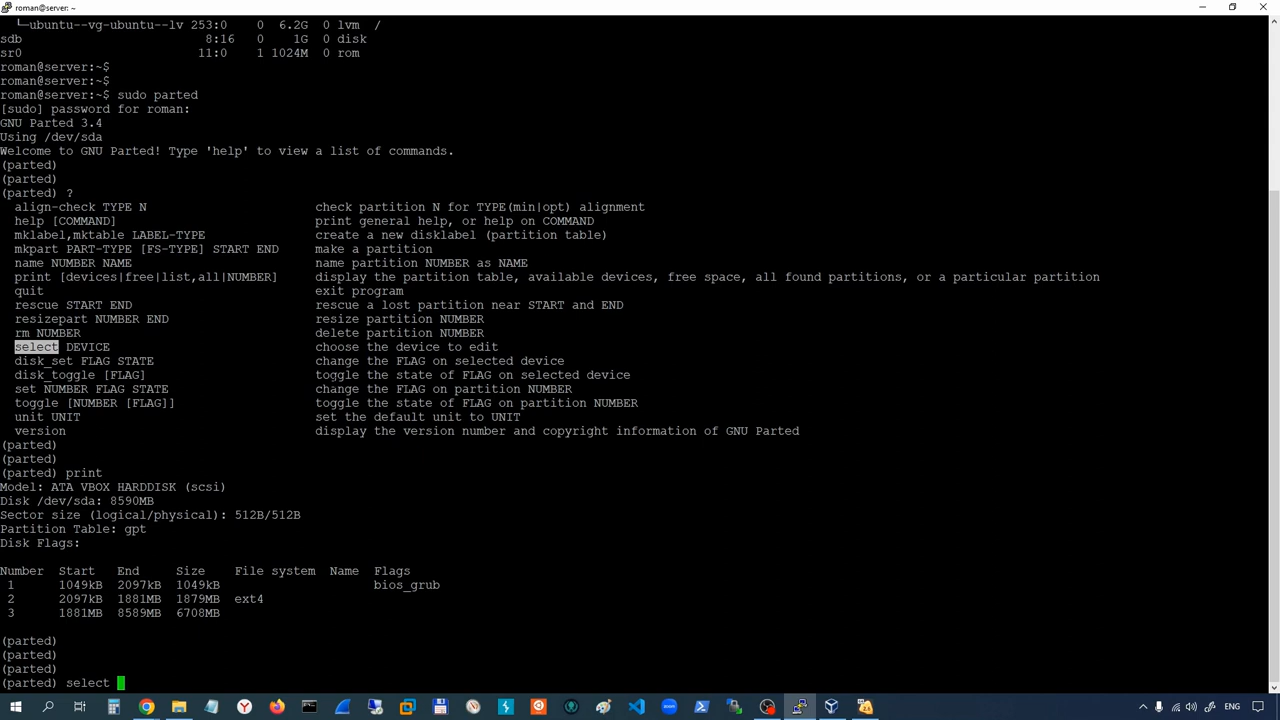 roman@server: ~
└─ubuntu--vg-ubuntu--lv 253:0    0  6.2G  0 lvm  /
sdb                     8:16   0    1G  0 disk
sr0                    11:0    1 1024M  0 rom
roman@server:~$
roman@server:~$
roman@server:~$ sudo parted
[sudo] password for roman:
GNU Parted 3.4
Using /dev/sda
Welcome to GNU Parted! Type 'help' to view a list of commands.
(parted)
(parted)
(parted) ?
  align-check TYPE N                       check partition N for TYPE(min|opt) alignment
  help [COMMAND]                           print general help, or help on COMMAND
  mklabel,mktable LABEL-TYPE               create a new disklabel (partition table)
  mkpart PART-TYPE [FS-TYPE] START END     make a partition
  name NUMBER NAME                         name partition NUMBER as NAME
  print [devices|free|list,all|NUMBER]     display the partition table, available devices, free space, all found partitions, or a particular partition
  quit                                     exit program
  rescue START END                         rescue a lost partition near START and END
  resizepart NUMBER END                    resize partition NUMBER
  rm NUMBER                                delete partition NUMBER
  select DEVICE                            choose the device to edit
  disk_set FLAG STATE                      change the FLAG on selected device
  disk_toggle [FLAG]                       toggle the state of FLAG on selected device
  set NUMBER FLAG STATE                    change the FLAG on partition NUMBER
  toggle [NUMBER [FLAG]]                   toggle the state of FLAG on partition NUMBER
  unit UNIT                                set the default unit to UNIT
  version                                  display the version number and copyright information of GNU Parted
(parted)
(parted)
(parted) print
Model: ATA VBOX HARDDISK (scsi)
Disk /dev/sda: 8590MB
Sector size (logical/physical): 512B/512B
Partition Table: gpt
Disk Flags:
Number  Start   End     Size    File system  Name  Flags
 1      1049kB  2097kB  1049kB                     bios_grub
 2      2097kB  1881MB  1879MB  ext4
 3      1881MB  8589MB  6708MB
(parted)
(parted)
(parted)
(parted) select
ENG